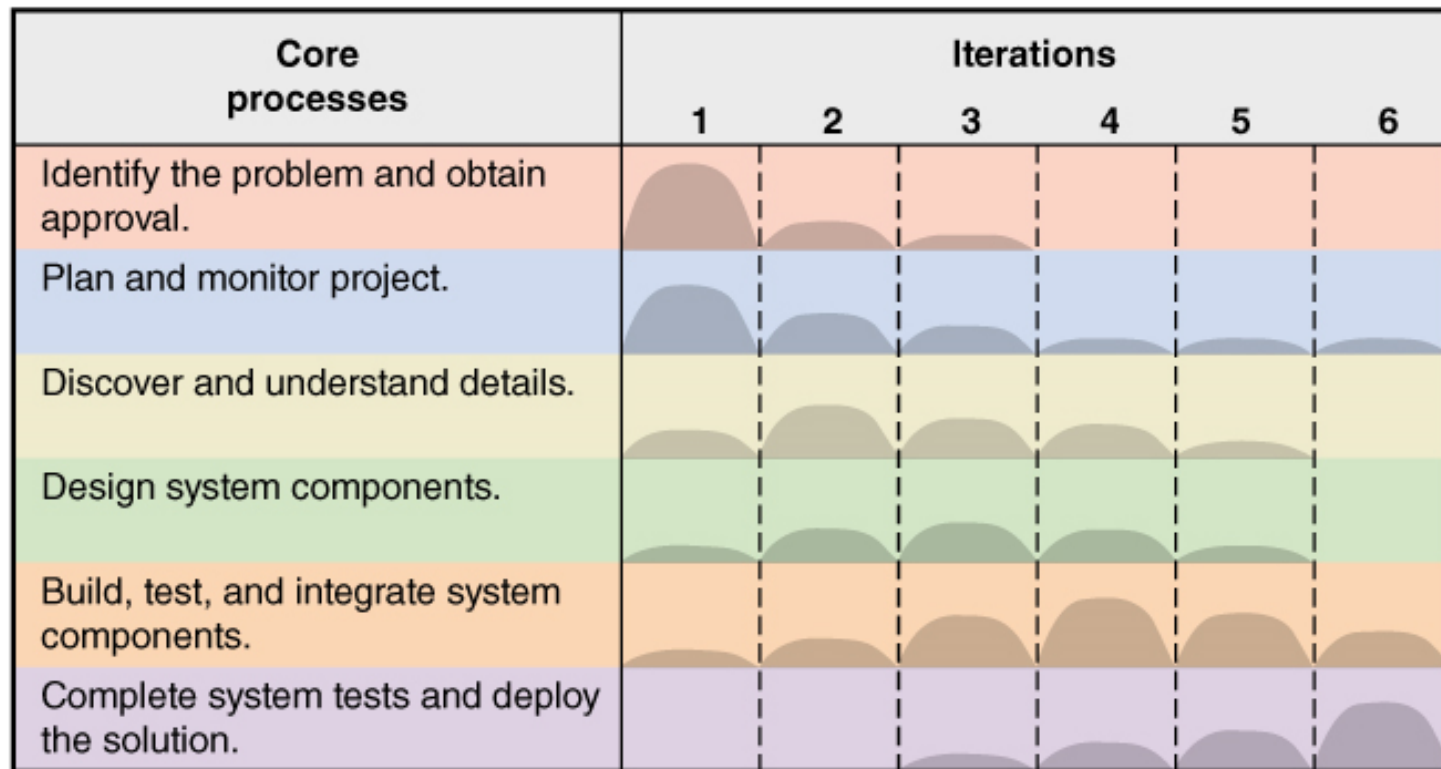 Core
processes
Iterations
1 2 3 4 5 6
Identify the problem and obtain
approval.
Plan and monitor project.
Discover and understand details.
Design system components.
Build, test, and integrate system
components.
Complete system tests and deploy
the solution.